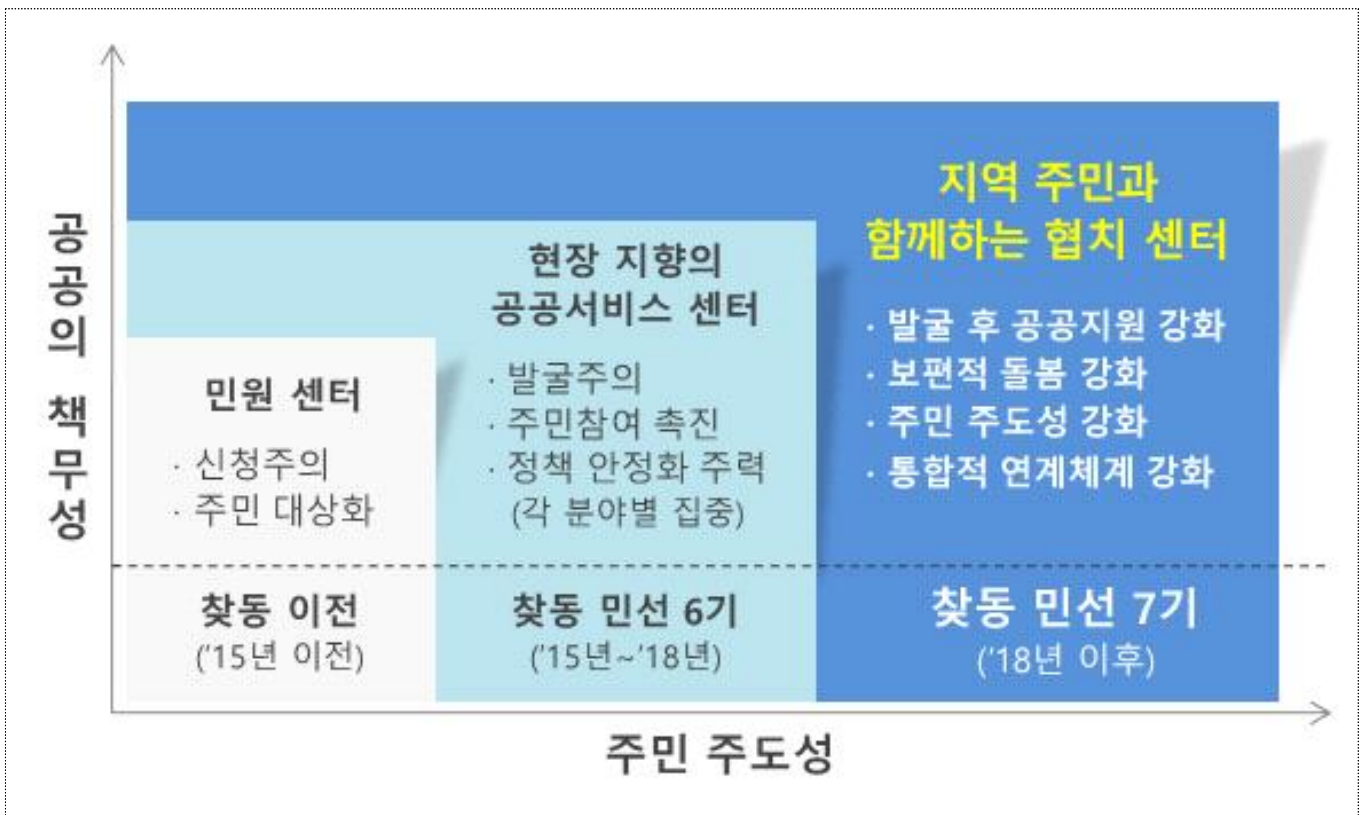 공공의 책무성
민원 센터
· 신청주의
· 주민 대상화
찾동 이전
('15년 이전)
현장 지향의
공공서비스 센터
· 발굴주의
· 주민참여 촉진
· 정책 안정화 주력
(각 분야별 집중)
찾동 민선 6기
('15년~'18년)
지역 주민과
함께하는 협치 센터
· 발굴 후 공공지원 강화
· 보편적 돌봄 강화
· 주민 주도성 강화
· 통합적 연계체계 강화
찾동 민선 7기
('18년 이후)
주민 주도성